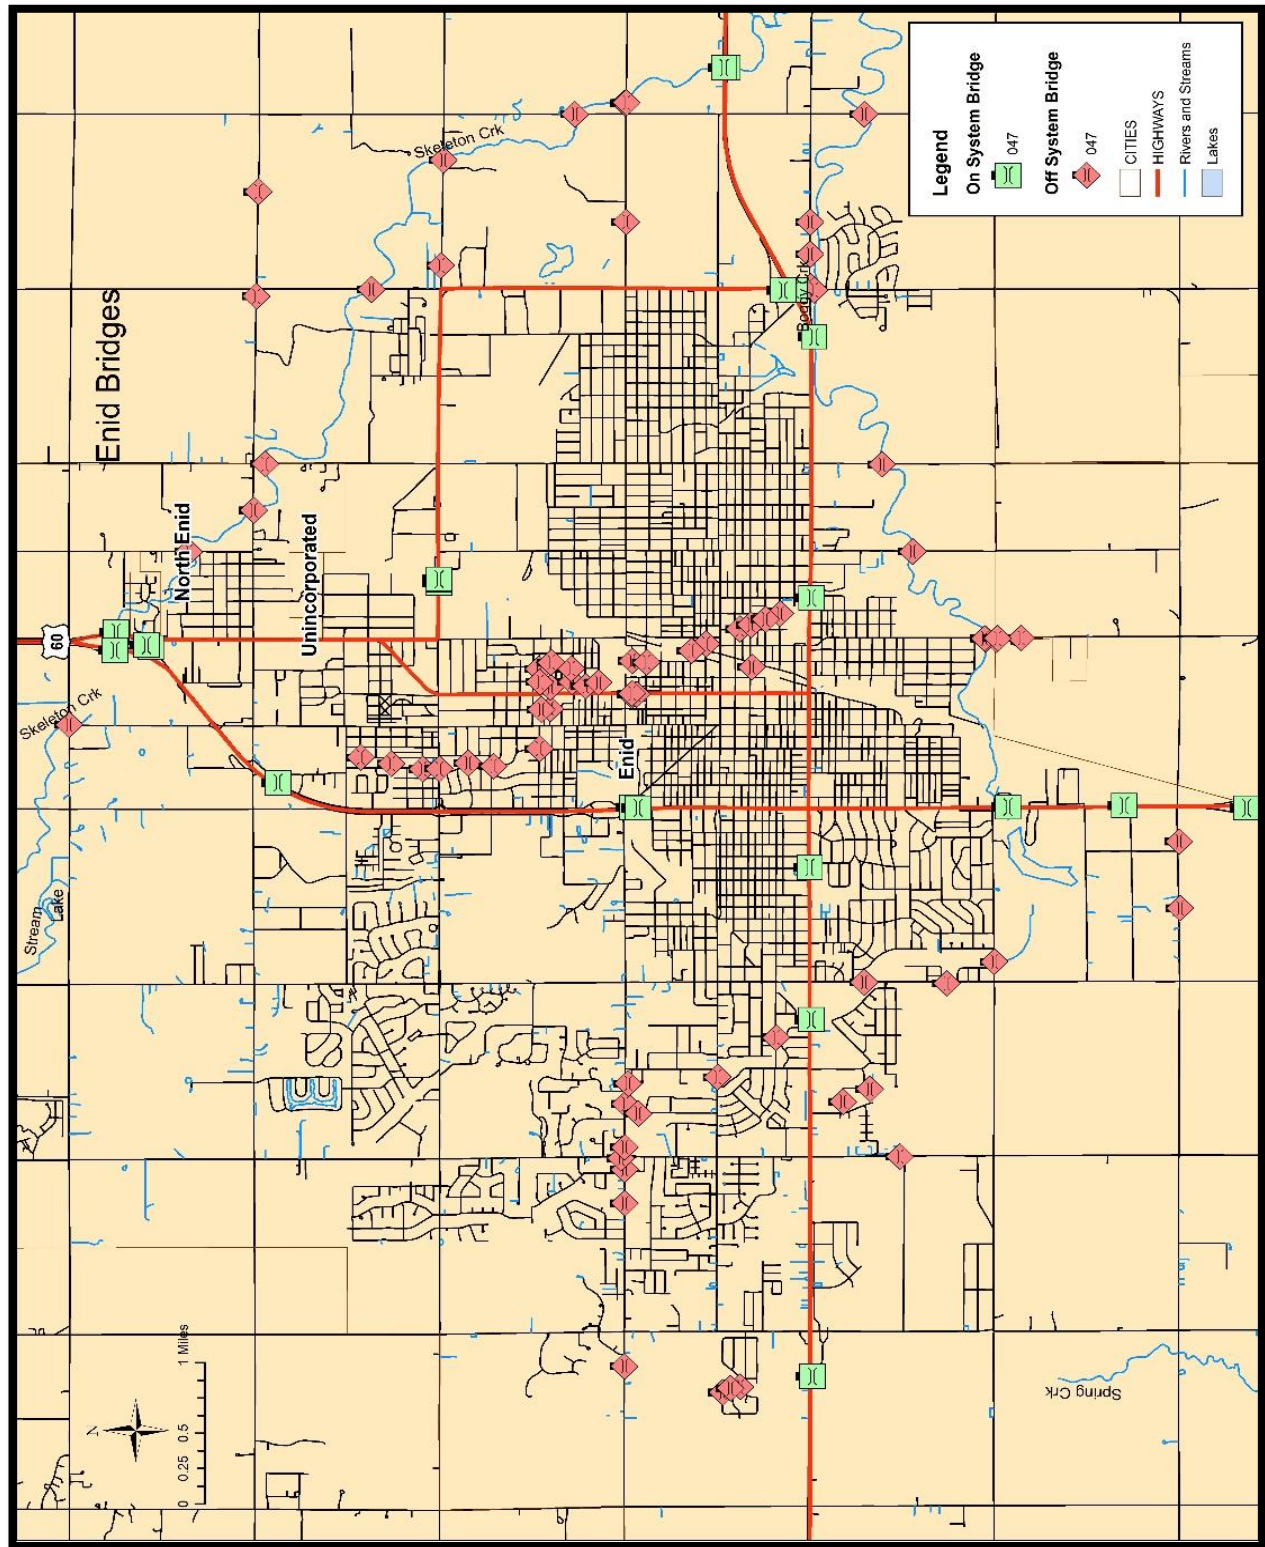 Enid Bridges
60
Skeleton Crk
North Enid
Unincorporated
Skeleton Crk
Stream
Lake
Enid
Boggy Crk
Spring Crk
N
0 0.25 0.5 1 Miles
Legend
On System Bridge
047
Off System Bridge
047
CITIES
HIGHWAYS
Rivers and Streams
Lakes